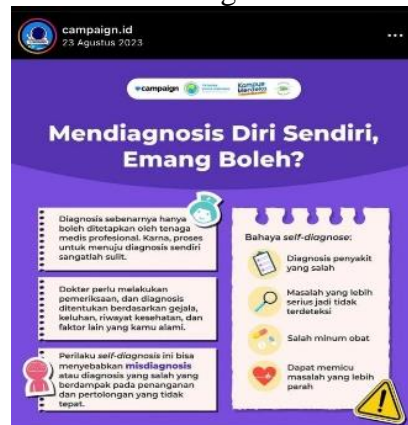 campaign.id
23 Agustus 2023
campaign
Kampus
Merdeka
Mendiagnosis Diri Sendiri,
Emang Boleh?
Diagnosis sebenarnya hanya
boleh ditetapkan oleh tenaga
medis profesional. Karna, proses
untuk menuju diagnosis sendiri
sangatlah sulit.
Dokter perlu melakukan
pemeriksaan, dan diagnosis
ditentukan berdasarkan gejala,
keluhan, riwayat kesehatan, dan
faktor lain yang kamu alami.
Perilaku self-diagnose ini bisa
menyebabkan misdiagnosis
atau diagnosis yang salah yang
berdampak pada penanganan
dan pertolongan yang tidak
tepat.
Bahaya self-diagnose:
Diagnosis penyakit
yang salah
Masalah yang lebih
serius jadi tidak
terdeteksi
Salah minum obat
Dapat memicu
masalah yang lebih
parah